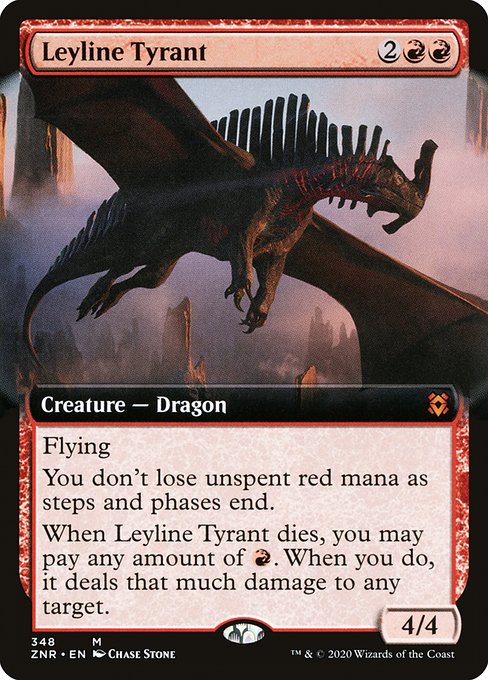 Leyline Tyrant 2
Creature — Dragon
Flying
You don't lose unspent red mana as
steps and phases end.
When Leyline Tyrant dies, you may
pay any amount of . When you do,
it deals that much damage to any
target.
4/4
348 M
ZNR • EN Chase Stone
™ & © 2020 Wizards of the Coast